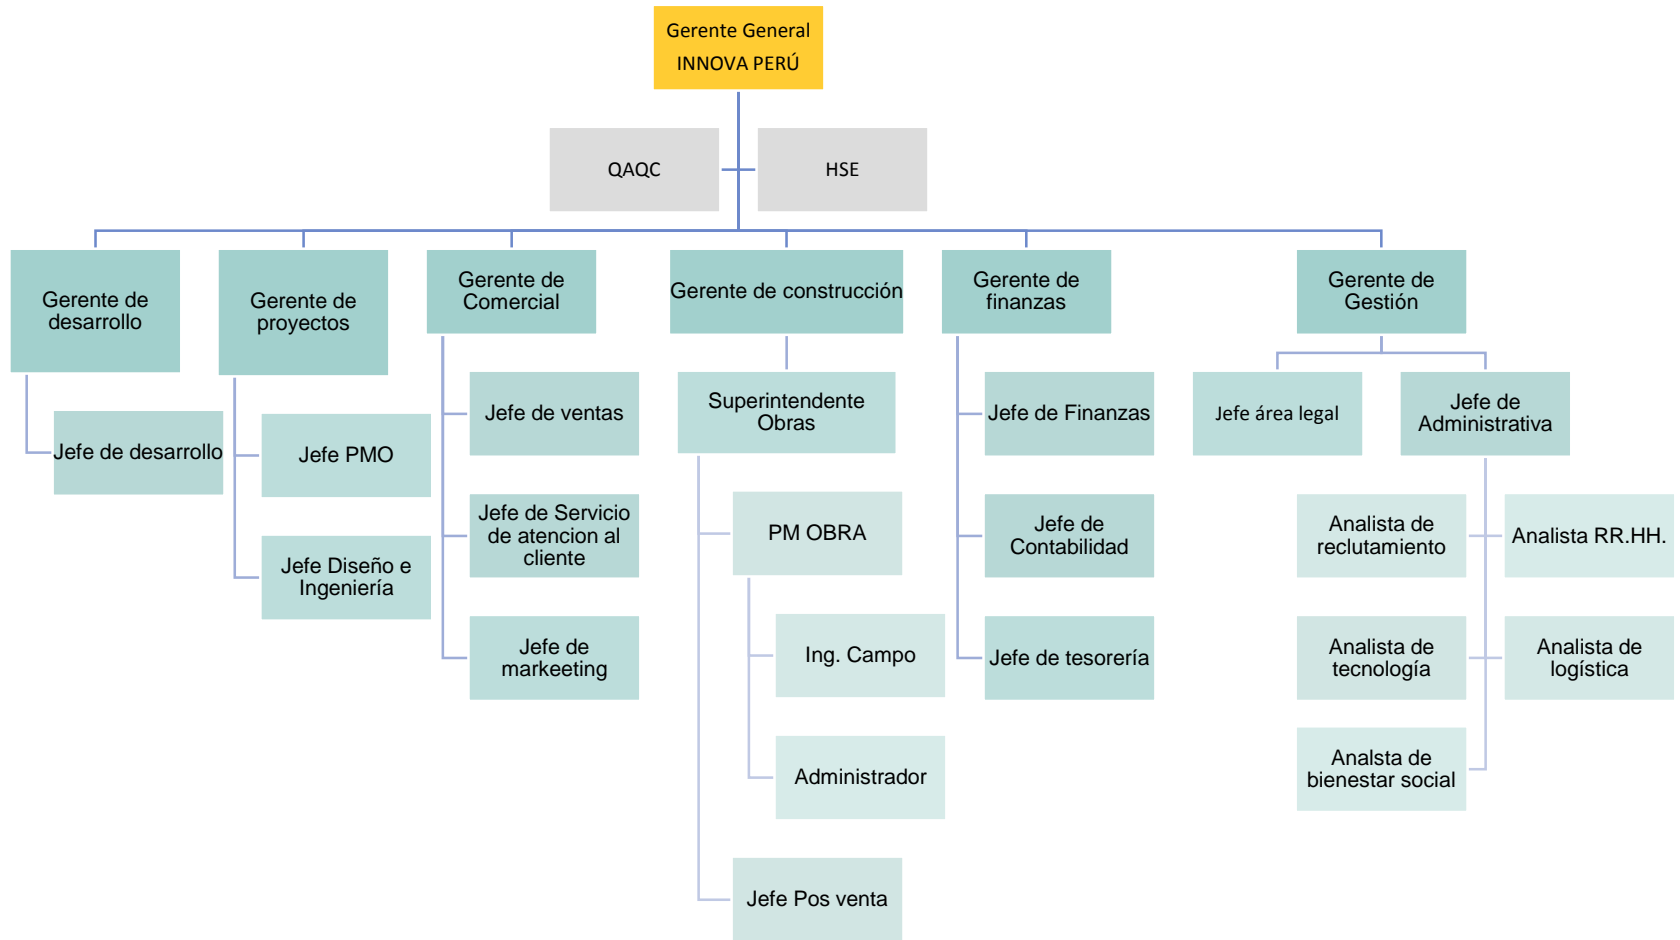 Gerente General
INNOVA PERÚ
QAQC
HSE
Gerente de
desarrollo
Gerente de
proyectos
Gerente de
Comercial
Gerente de construcción
Gerente de
finanzas
Gerente de
Gestión
Jefe de desarrollo
Jefe PMO
Jefe Diseño e
Ingeniería
Jefe de ventas
Jefe de Servicio
de atencion al
cliente
Jefe de
markeeting
Superintendente
Obras
PM OBRA
Ing. Campo
Administrador
Jefe Pos venta
Jefe de Finanzas
Jefe de
Contabilidad
Jefe de tesorería
Jefe área legal
Jefe de
Administrativa
Analista de
reclutamiento
Analista RR.HH.
Analista de
tecnología
Analista de
logística
Analsta de
bienestar social